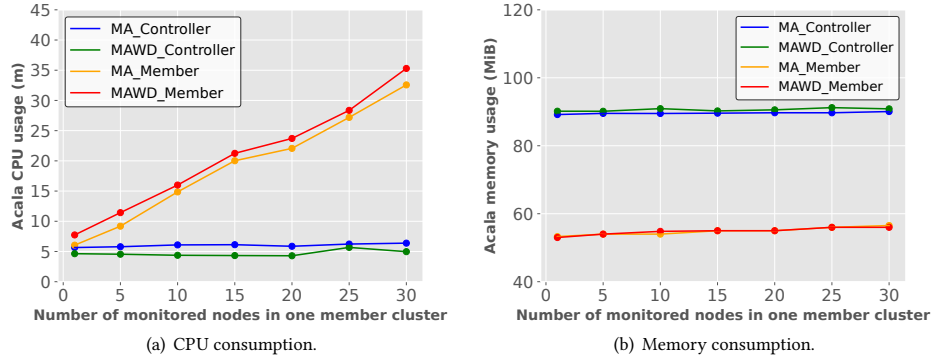 45
40
35
30
25
20
15
10
5
0
Acala CPU usage (m)
MA_Controller
MAWD_Controller
MA_Member
MAWD_Member
0 5 10 15 20 25 30
Number of monitored nodes in one member cluster
(a) CPU consumption.
120
100
80
60
40
Acala memory usage (MiB)
MA_Controller
MAWD_Controller
MA_Member
MAWD_Member
0 5 10 15 20 25 30
Number of monitored nodes in one member cluster
(b) Memory consumption.